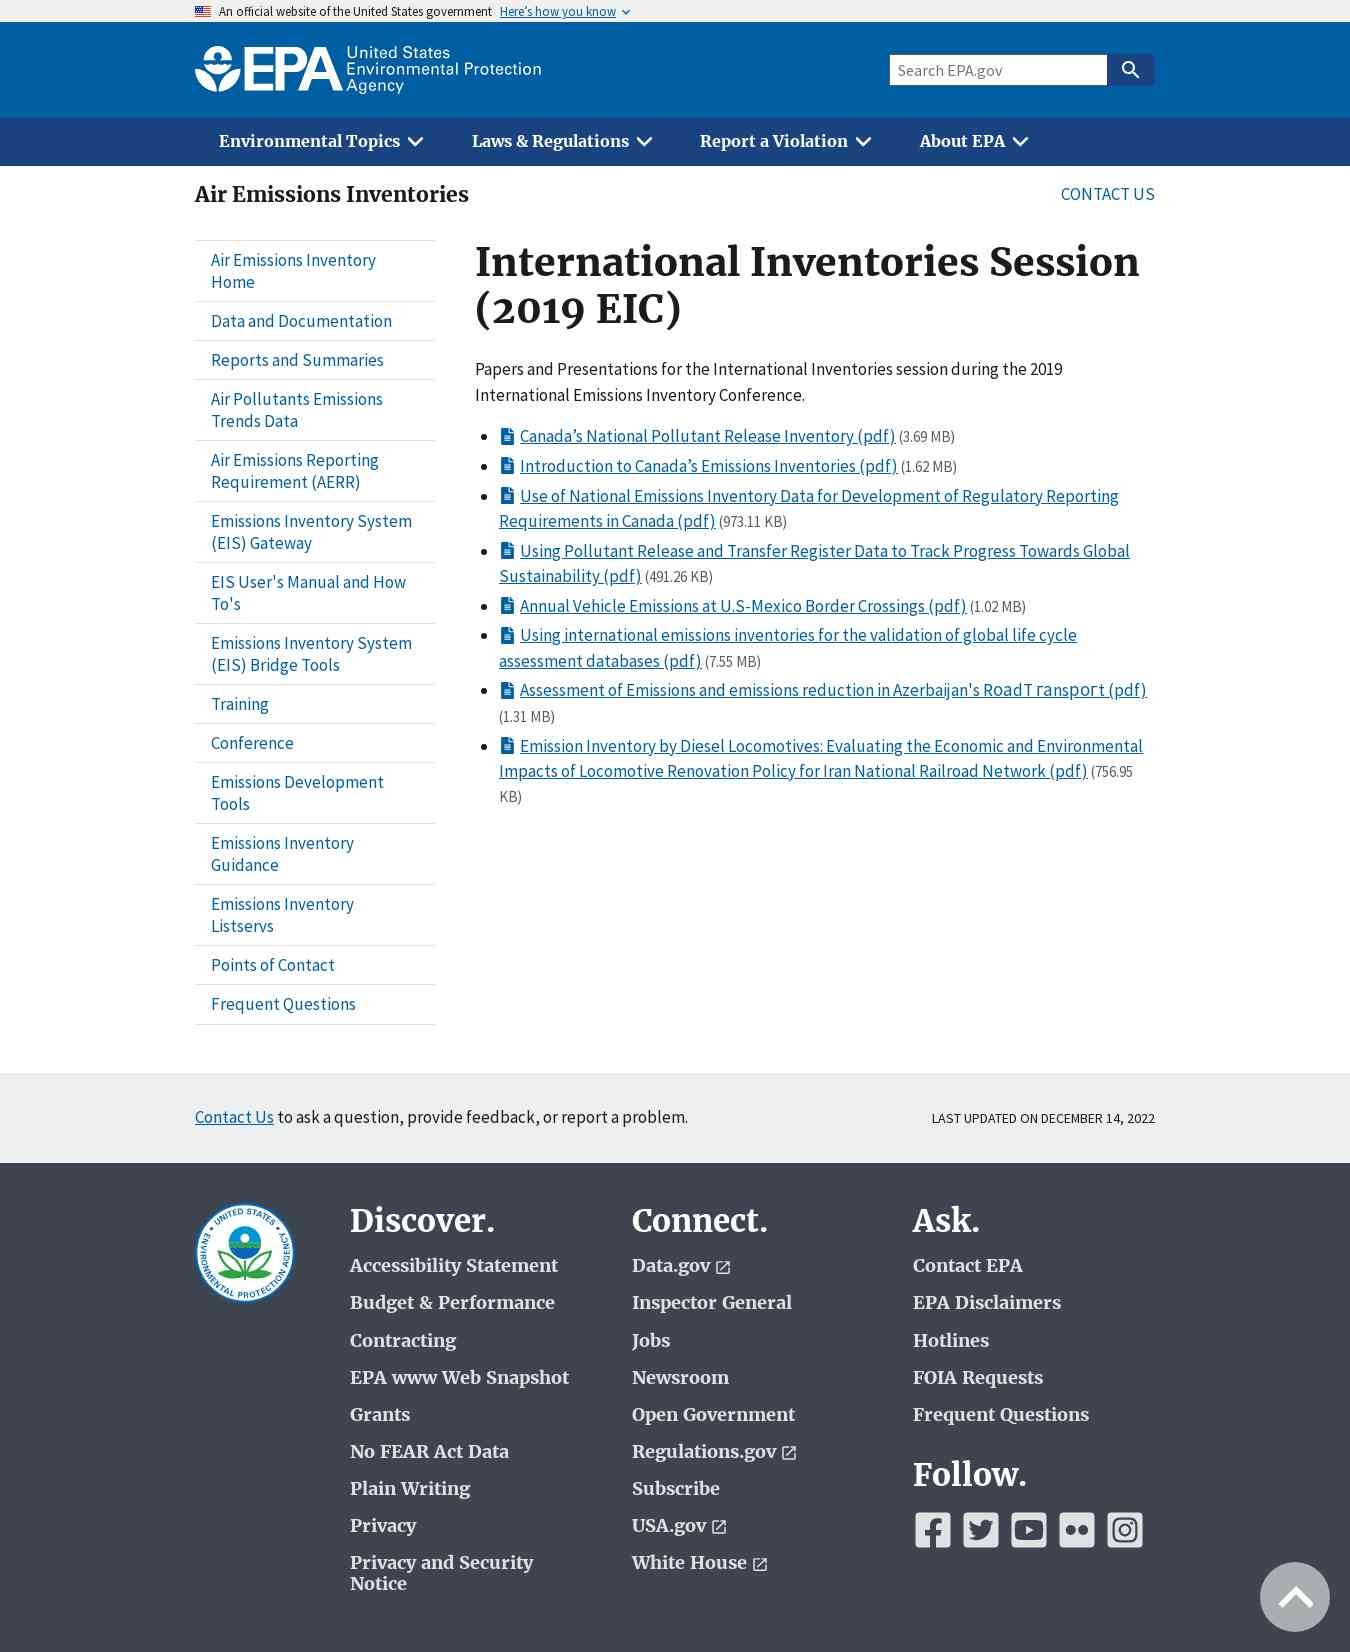 An official website of the United States government Here's how you know
EPA United States
Environmental Protection
Agency
Search EPA.gov
Environmental Topics
Laws & Regulations
Report a Violation
About EPA
Air Emissions Inventories
CONTACT US
Air Emissions Inventory
Home
Data and Documentation
Reports and Summaries
Air Pollutants Emissions
Trends Data
Air Emissions Reporting
Requirement (AERR)
Emissions Inventory System
(EIS) Gateway
EIS User's Manual and How
To's
Emissions Inventory System
(EIS) Bridge Tools
Training
Conference
Emissions Development
Tools
Emissions Inventory
Guidance
Emissions Inventory
Listservs
Points of Contact
Frequent Questions
International Inventories Session
(2019 EIC)
Papers and Presentations for the International Inventories session during the 2019
International Emissions Inventory Conference.
Canada’s National Pollutant Release Inventory (pdf) (3.69 MB)
Introduction to Canada’s Emissions Inventories (pdf) (1.62 MB)
Use of National Emissions Inventory Data for Development of Regulatory Reporting
Requirements in Canada (pdf) (973.11 KB)
Using Pollutant Release and Transfer Register Data to Track Progress Towards Global
Sustainability (pdf) (491.26 KB)
Annual Vehicle Emissions at U.S-Mexico Border Crossings (pdf) (1.02 MB)
Using international emissions inventories for the validation of global life cycle
assessment databases (pdf) (7.55 MB)
Assessment of Emissions and emissions reduction in Azerbaijan's RоаdТ rаnsроrt (pdf)
(1.31 MB)
Emission Inventory by Diesel Locomotives: Evaluating the Economic and Environmental
Impacts of Locomotive Renovation Policy for Iran National Railroad Network (pdf) (756.95
KB)
Contact Us to ask a question, provide feedback, or report a problem.
LAST UPDATED ON DECEMBER 14, 2022
UNITED STATES
ENVIRONMENTAL PROTECTION AGENCY
Discover.
Accessibility Statement
Budget & Performance
Contracting
EPA www Web Snapshot
Grants
No FEAR Act Data
Plain Writing
Privacy
Privacy and Security
Notice
Connect.
Data.gov
Inspector General
Jobs
Newsroom
Open Government
Regulations.gov
Subscribe
USA.gov
White House
Ask.
Contact EPA
EPA Disclaimers
Hotlines
FOIA Requests
Frequent Questions
Follow.